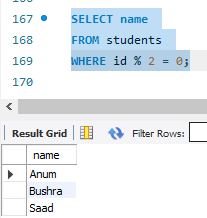 167 SELECT name
168 FROM students
169 WHERE id % 2 = 0;
170
Result Grid Filter Rows:
name
Anum
Bushra
Saad